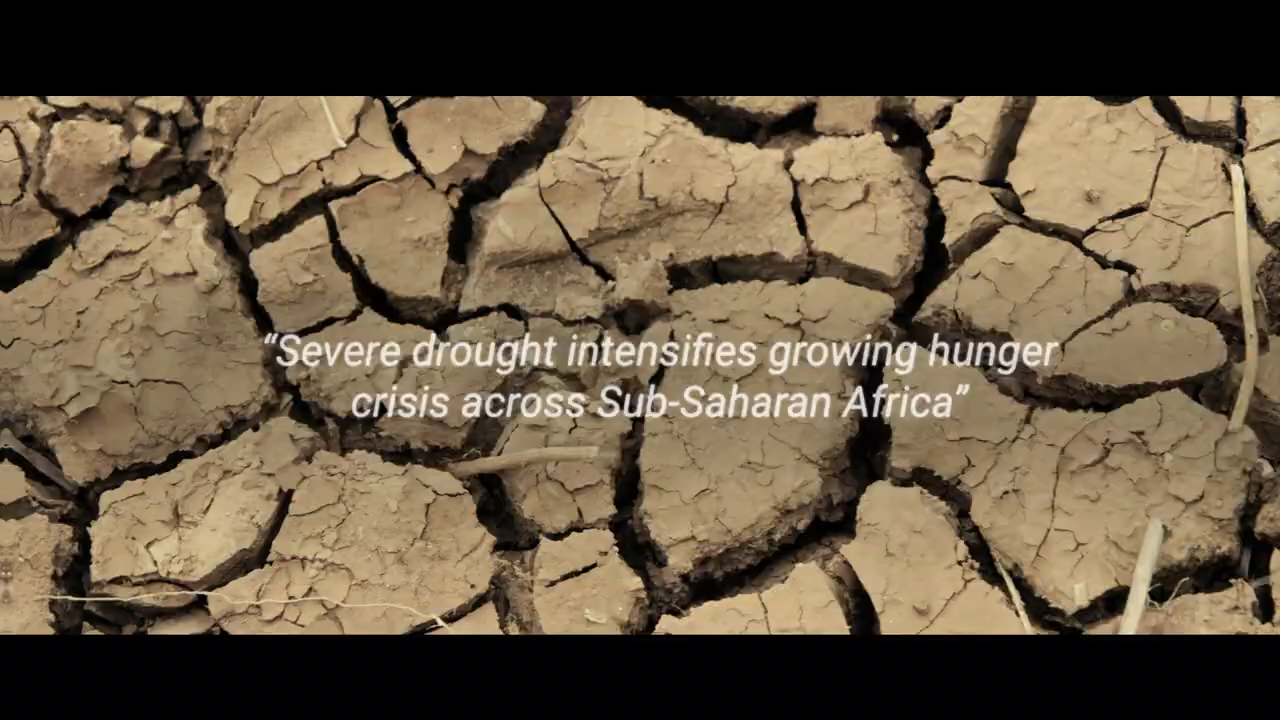 “Severe drought intensifies growing hunger
crisis across Sub-Saharan Africa”